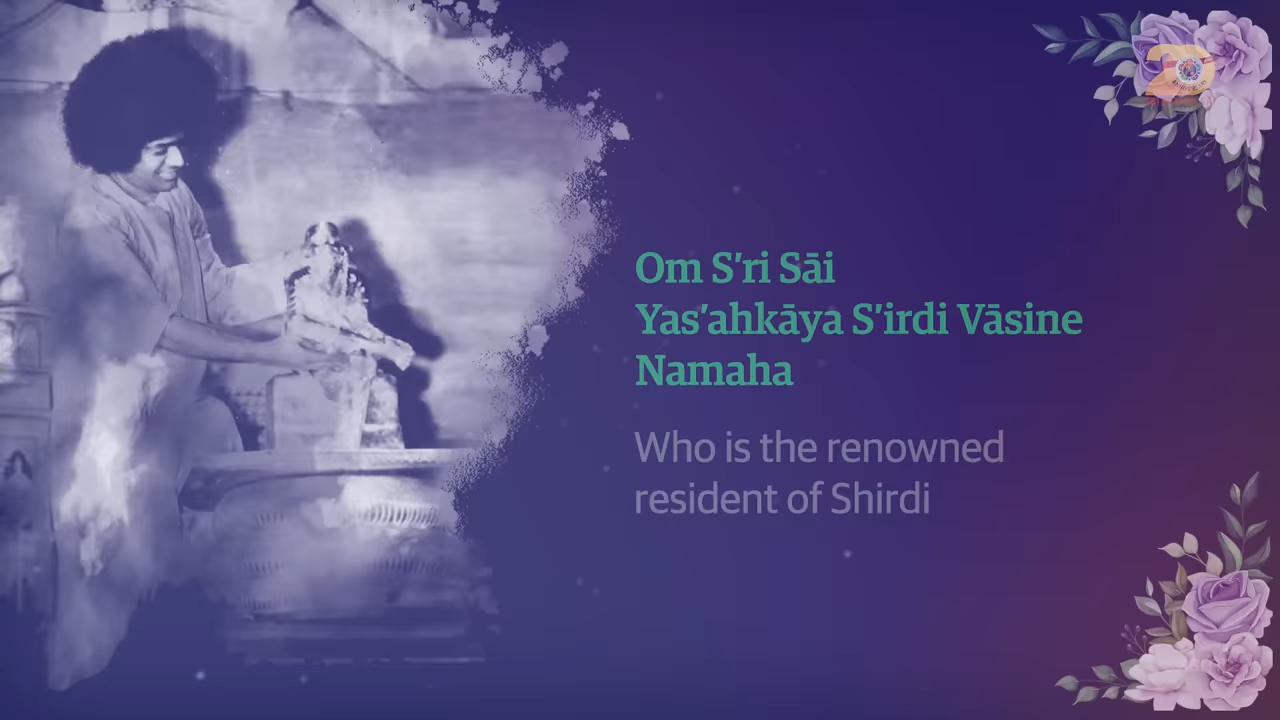 Om S’ri Sāi
Yas’ahkāya S’irdi Vāsine
Namaha
Who is the renowned
resident of Shirdi